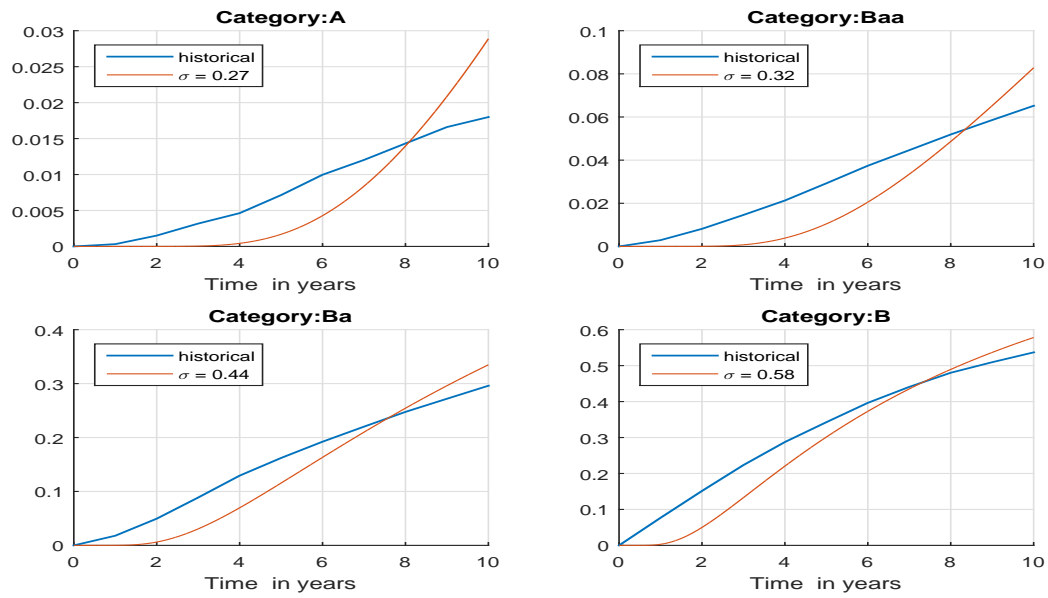 Category:A
0.03
0.025
0.02
0.015
0.01
0.005
0
historical
σ = 0.27
0 2 4 6 8 10
Time in years
Category:Baa
0.1
0.08
0.06
0.04
0.02
0
historical
σ = 0.32
0 2 4 6 8 10
Time in years
Category:Ba
0.4
0.3
0.2
0.1
0
historical
σ = 0.44
0 2 4 6 8 10
Time in years
Category:B
0.6
0.5
0.4
0.3
0.2
0.1
0
historical
σ = 0.58
0 2 4 6 8 10
Time in years